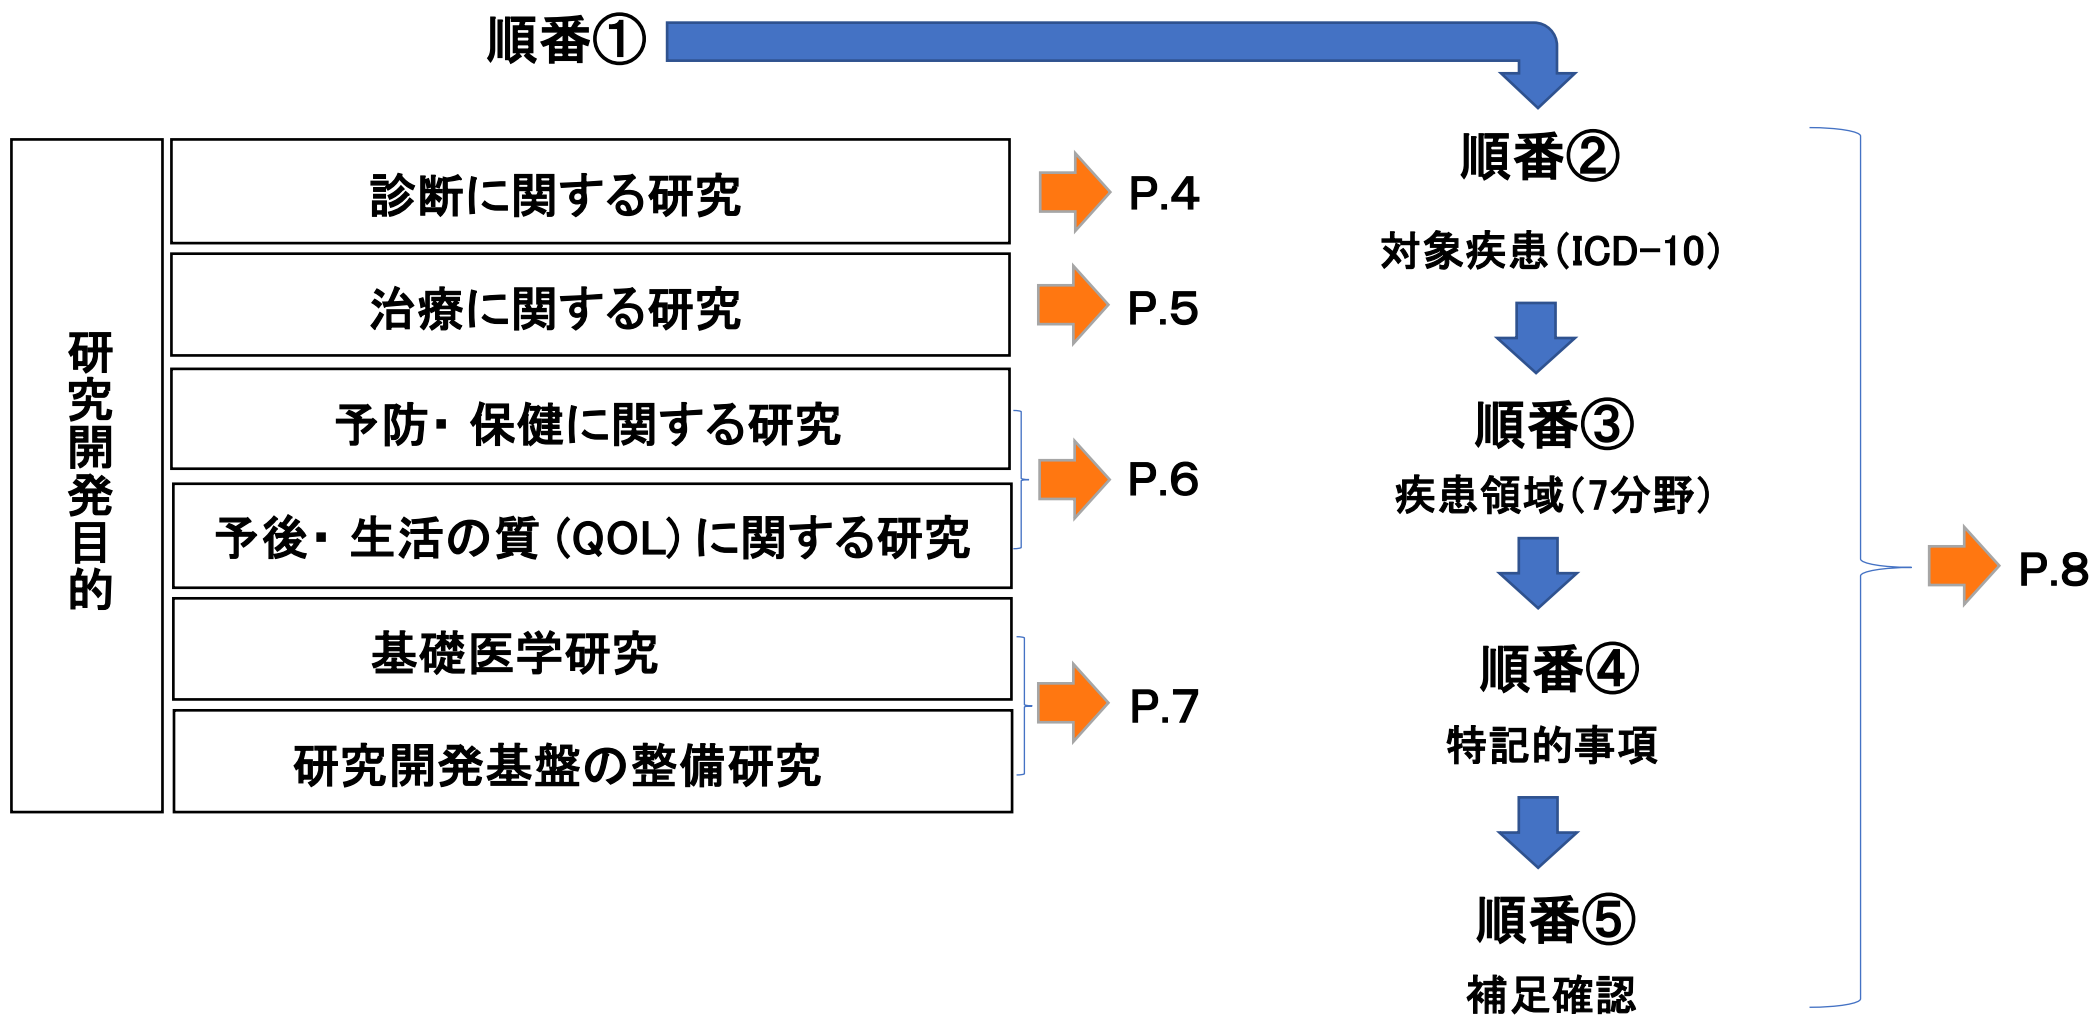 順番①
研究開発目的
診断に関する研究
P.4
治療に関する研究
P.5
予防・保健に関する研究
予後・生活の質(QOL)に関する研究
P.6
基礎医学研究
研究開発基盤の整備研究
P.7
順番②
対象疾患(ICD-10)
順番③
疾患領域(7分野)
順番④
特記的事項
順番⑤
補足確認
P.8